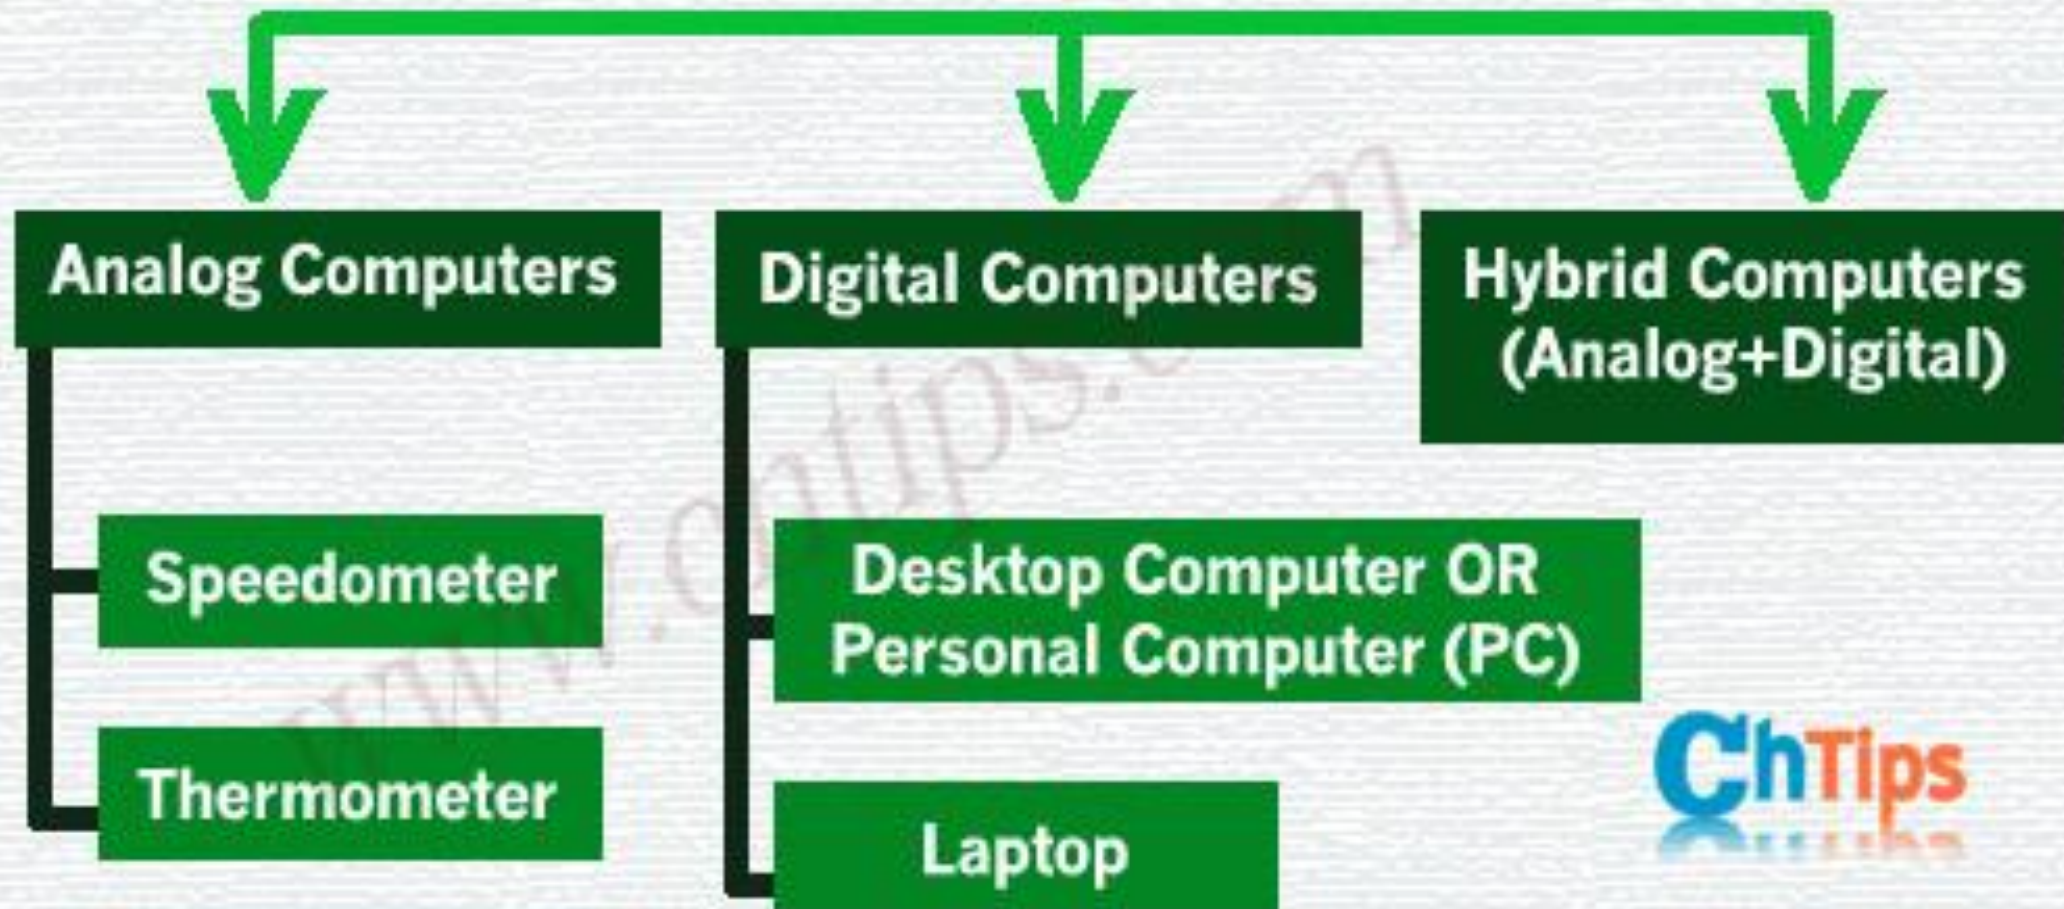 Analog Computers
Speedometer
Thermometer
Digital Computers
Desktop Computer OR
Personal Computer (PC)
Laptop
Hybrid Computers
(Analog+Digital)
ChTips